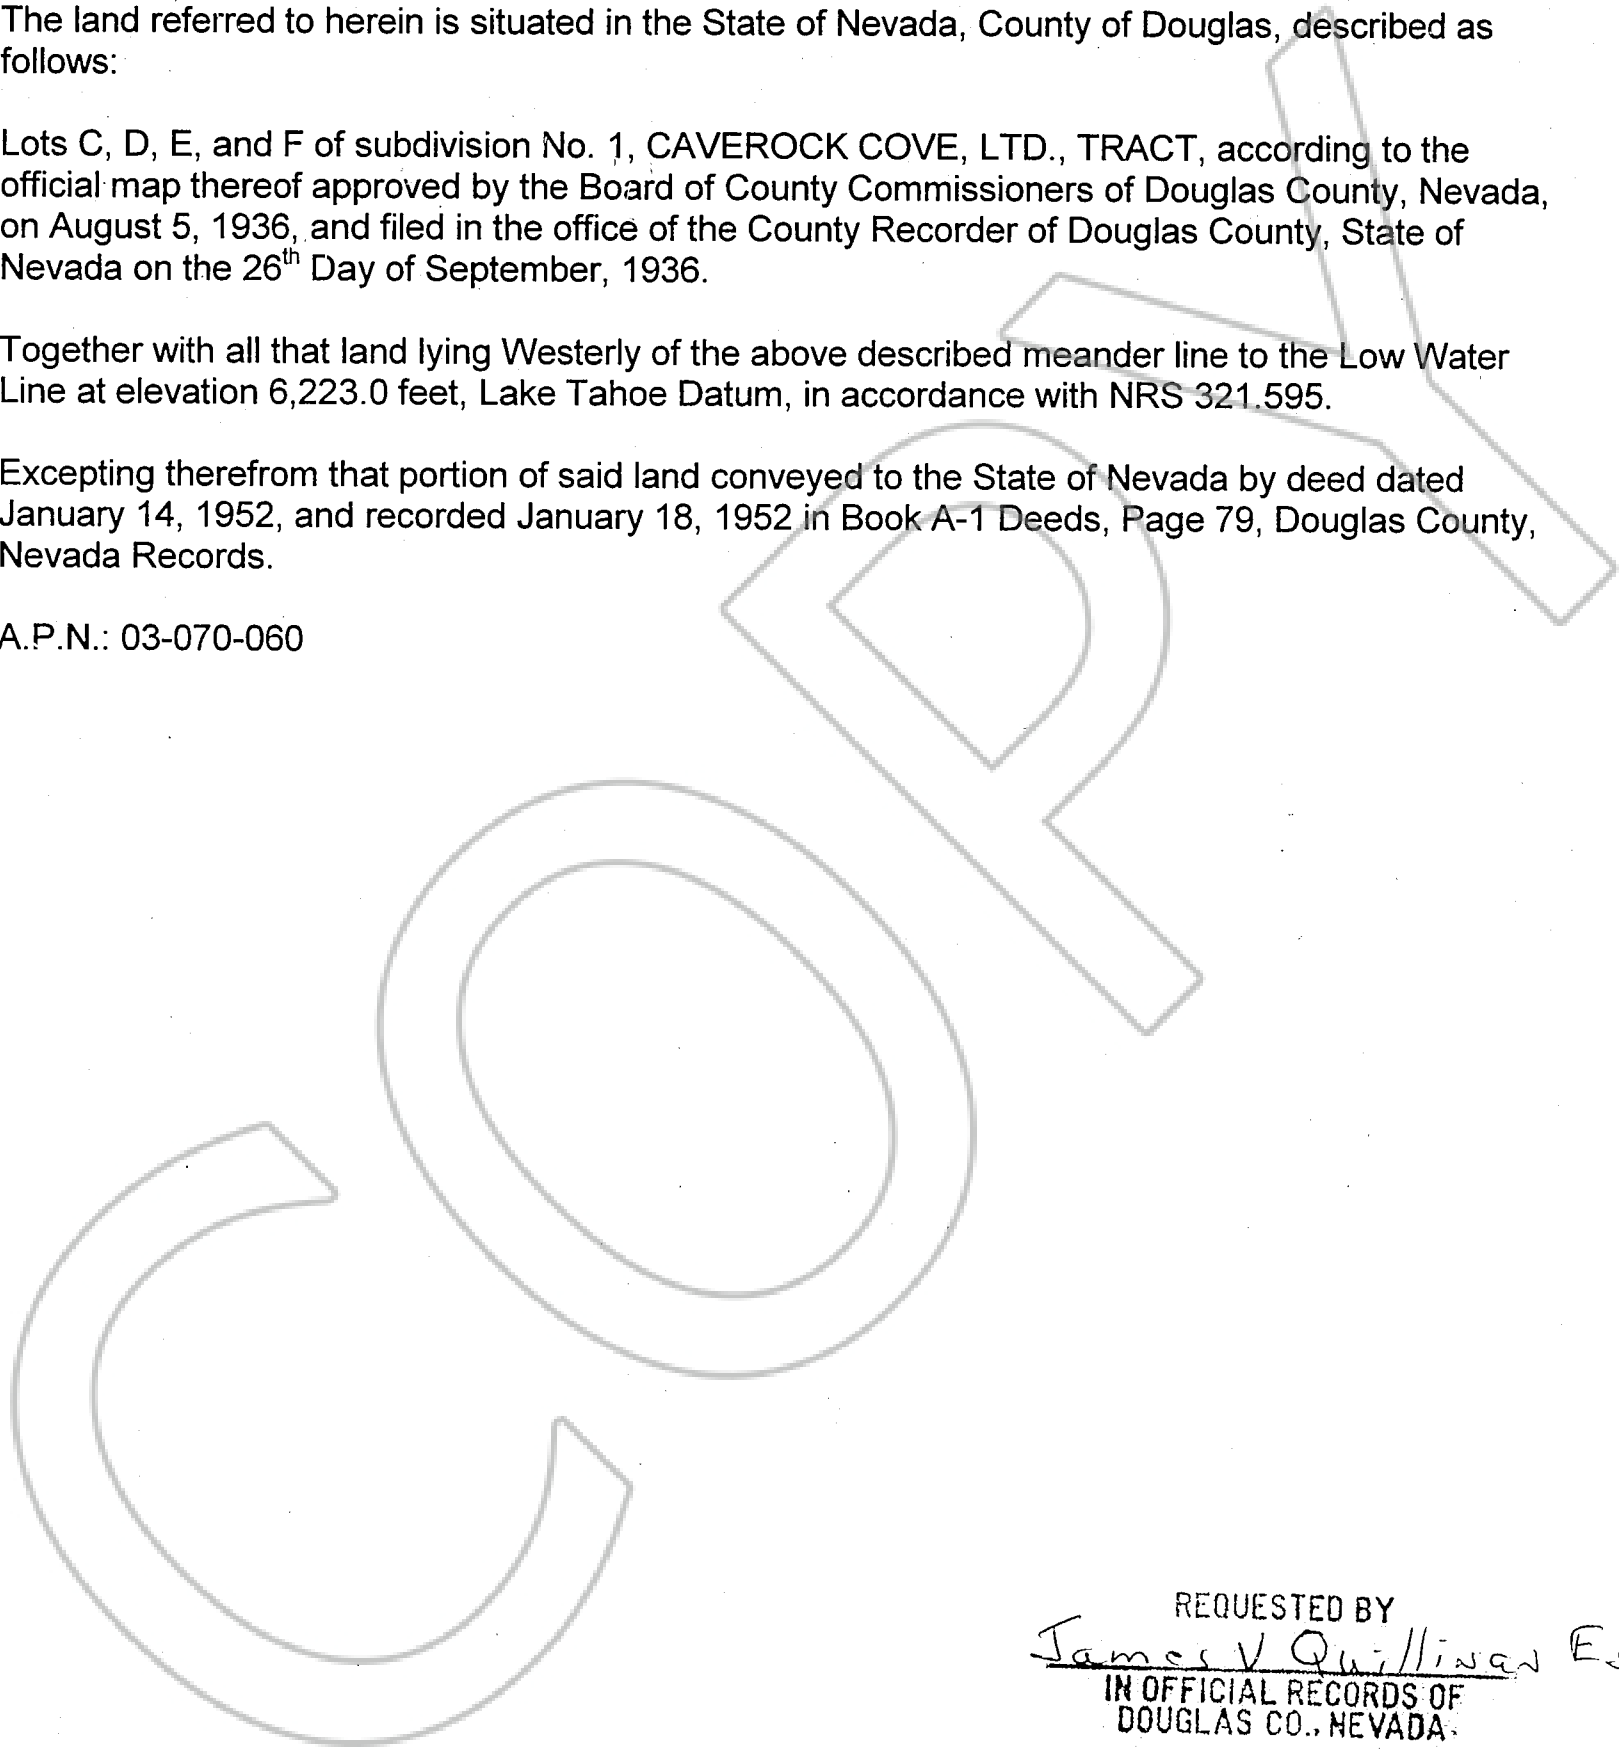 The land referred to herein is situated in the State of Nevada, County of Douglas, described as
follows:
Lots C, D, E, and F of subdivision No. 1, CAVEROCK COVE, LTD., TRACT, according to the
official map thereof approved by the Board of County Commissioners of Douglas County, Nevada,
on August 5, 1936, and filed in the office of the County Recorder of Douglas County, State of
Nevada on the 26th Day of September, 1936.
Together with all that land lying Westerly of the above described meander line to the Low Water
Line at elevation 6,223.0 feet, Lake Tahoe Datum, in accordance with NRS 321.595.
Excepting therefrom that portion of said land conveyed to the State of Nevada by deed dated
January 14, 1952, and recorded January 18, 1952 in Book A-1 Deeds, Page 79, Douglas County,
Nevada Records.
A.P.N.: 03-070-060
COPY
REQUESTED BY
James V Quillinan
IN OFFICIAL RECORDS OF
DOUGLAS CO., NEVADA.